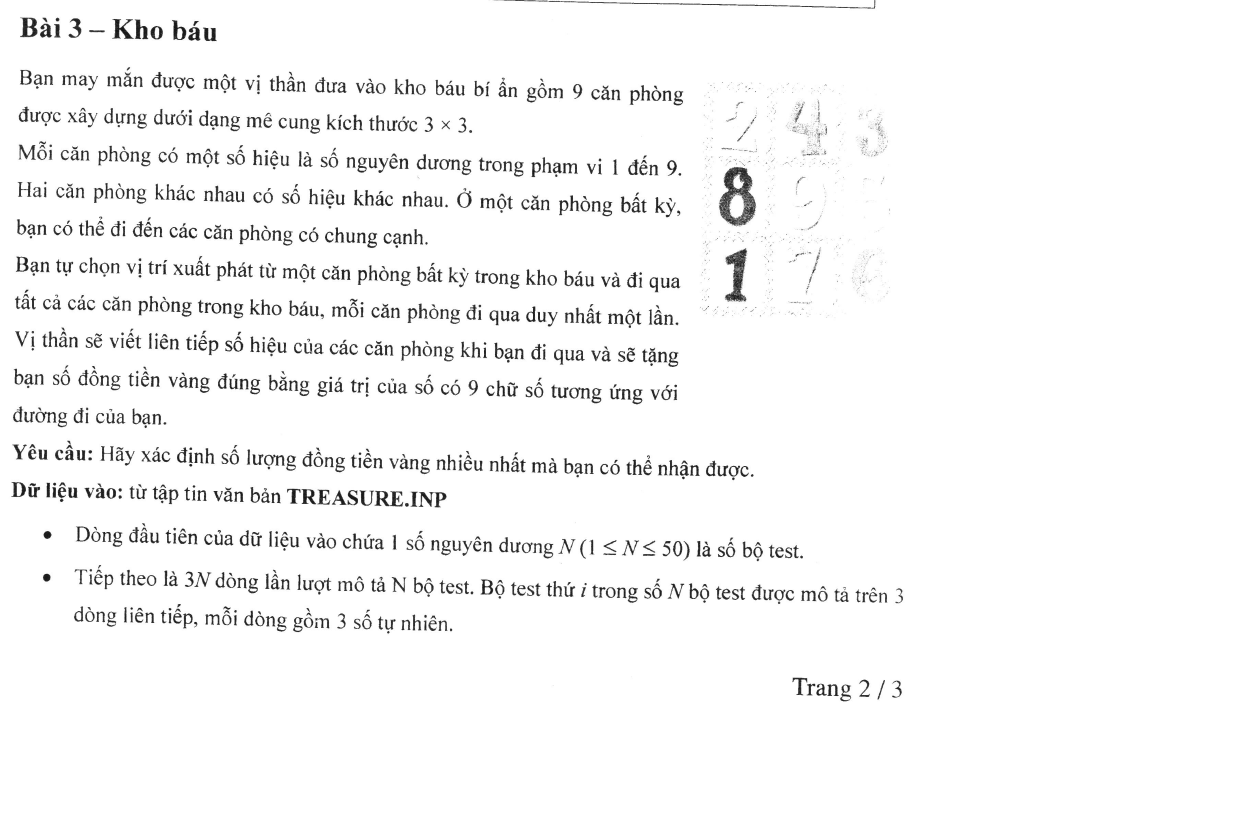 Bài 3 – Kho báu
Bạn may mắn được một vị thần đưa vào kho báu bí ẩn gồm 9 căn phòng
được xây dựng dưới dạng mê cung kích thước 3 × 3.
Mỗi căn phòng có một số hiệu là số nguyên dương trong phạm vi 1 đến 9.
Hai căn phòng khác nhau có số hiệu khác nhau. Ở một căn phòng bất kỳ,
bạn có thể đi đến các căn phòng có chung cạnh.
Bạn tự chọn vị trí xuất phát từ một căn phòng bất kỳ trong kho báu và đi qua
tất cả các căn phòng trong kho báu, mỗi căn phòng đi qua duy nhất một lần.
Vị thần sẽ viết liên tiếp số hiệu của các căn phòng khi bạn đi qua và sẽ tặng
bạn số đồng tiền vàng đúng bằng giá trị của số có 9 chữ số tương ứng với
đường đi của bạn.
2 4 3
8 9
1 7 6
Yêu cầu: Hãy xác định số lượng đồng tiền vàng nhiều nhất mà bạn có thể nhận được.
Dữ liệu vào: từ tập tin văn bản TREASURE.INP
• Dòng đầu tiên của dữ liệu vào chứa 1 số nguyên dương N (1 ≤ N ≤ 50) là số bộ test.
• Tiếp theo là 3N dòng lần lượt mô tả N bộ test. Bộ test thứ i trong số N bộ test được mô tả trên 3
dòng liên tiếp, mỗi dòng gồm 3 số tự nhiên.
Trang 2 / 3